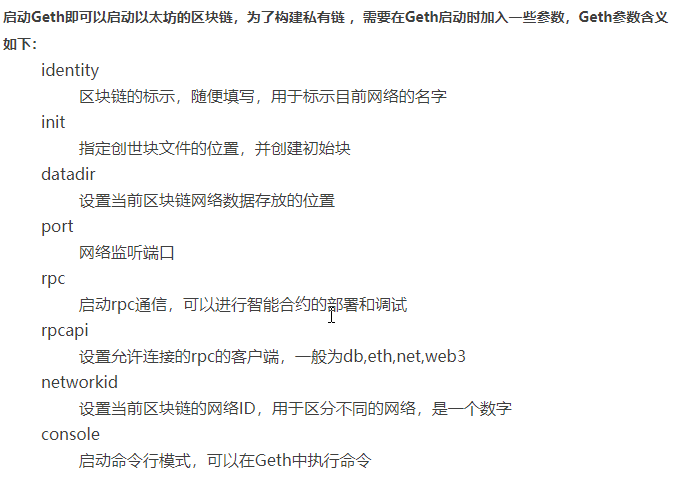 启动Geth即可以启动以太坊的区块链，为了构建私有链 ，需要在Geth启动时加入一些参数，Geth参数含义
如下：
identity
区块链的标示，随便填写，用于标示目前网络的名字
init
指定创世块文件的位置，并创建初始块
datadir
设置当前区块链网络数据存放的位置
port
网络监听端口
rpc
启动rpc通信，可以进行智能合约的部署和调试
rpcapi
设置允许连接的rpc的客户端，一般为db,eth,net,web3
networkid
设置当前区块链的网络ID，用于区分不同的网络，是一个数字
console
启动命令行模式，可以在Geth中执行命令